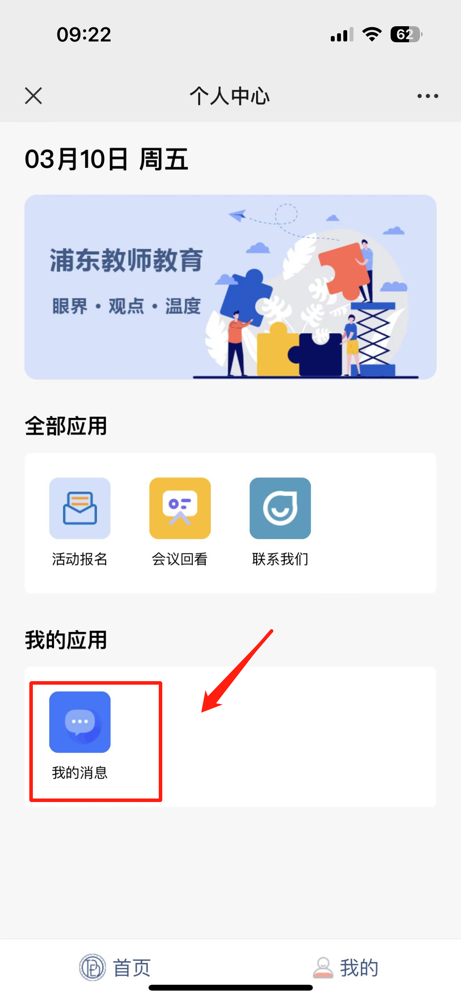 09:22
62
个人中心
03月10日 周五
浦东教师教育
眼界·观点·温度
全部应用
活动报名 会议回看 联系我们
我的应用
我的消息
首页 我的